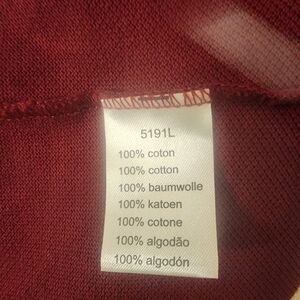 5191L
100% coton
100% cotton
100% baumwolle
100% katoen
100% cotone
100% algodão
100% algodón